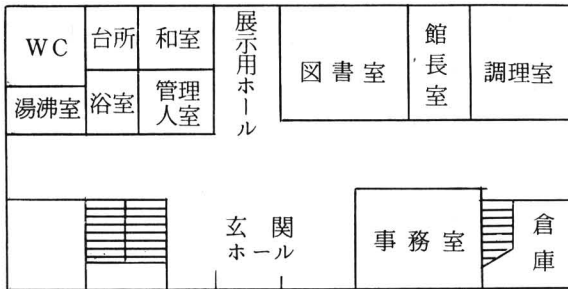 WC
台所
和室
展示用ホール
図書室
館長室
調理室
湯沸室
浴室
管理
人室
玄関
ホール
事務室
倉庫